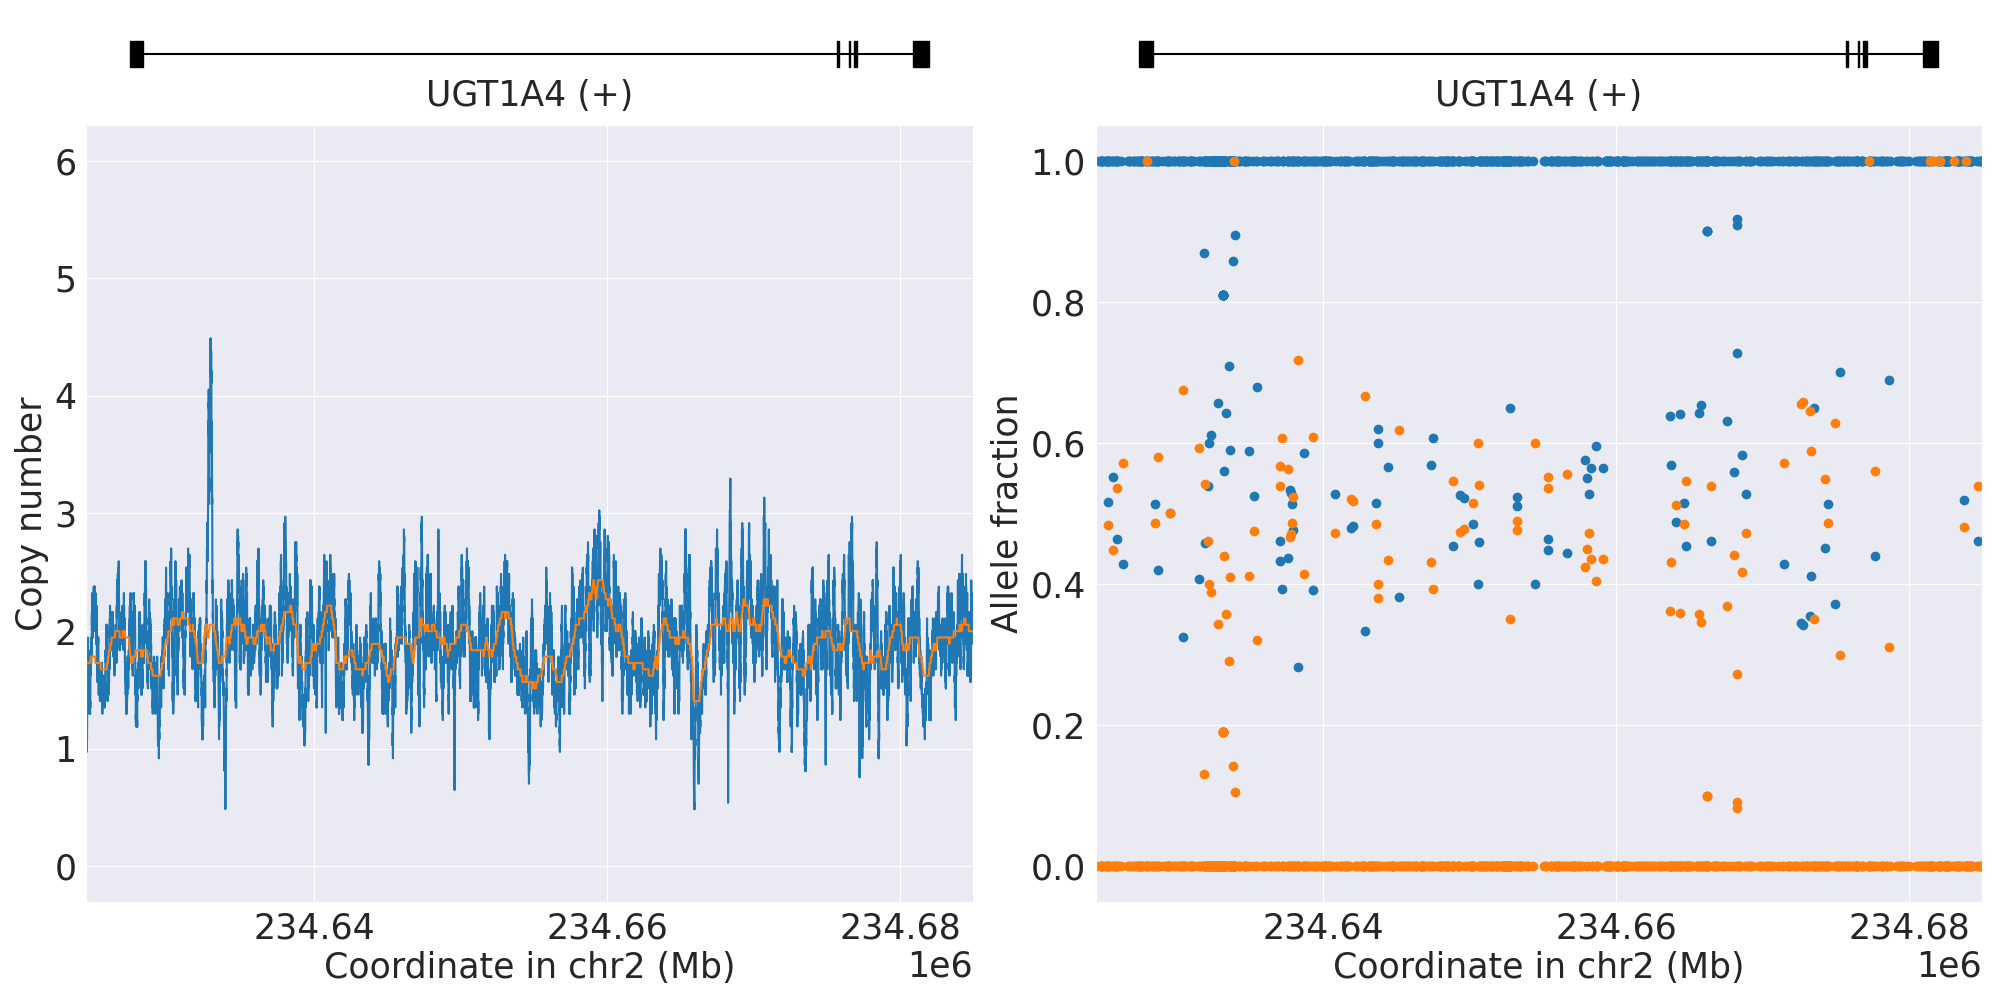 UGT1A4 (+)
Copy number
6
5
4
3
2
1
0
234.64 234.66 234.68
1e6
Coordinate in chr2 (Mb)
UGT1A4 (+)
Allele fraction
1.0
0.8
0.6
0.4
0.2
0.0
234.64 234.66 234.68
1e6
Coordinate in chr2 (Mb)